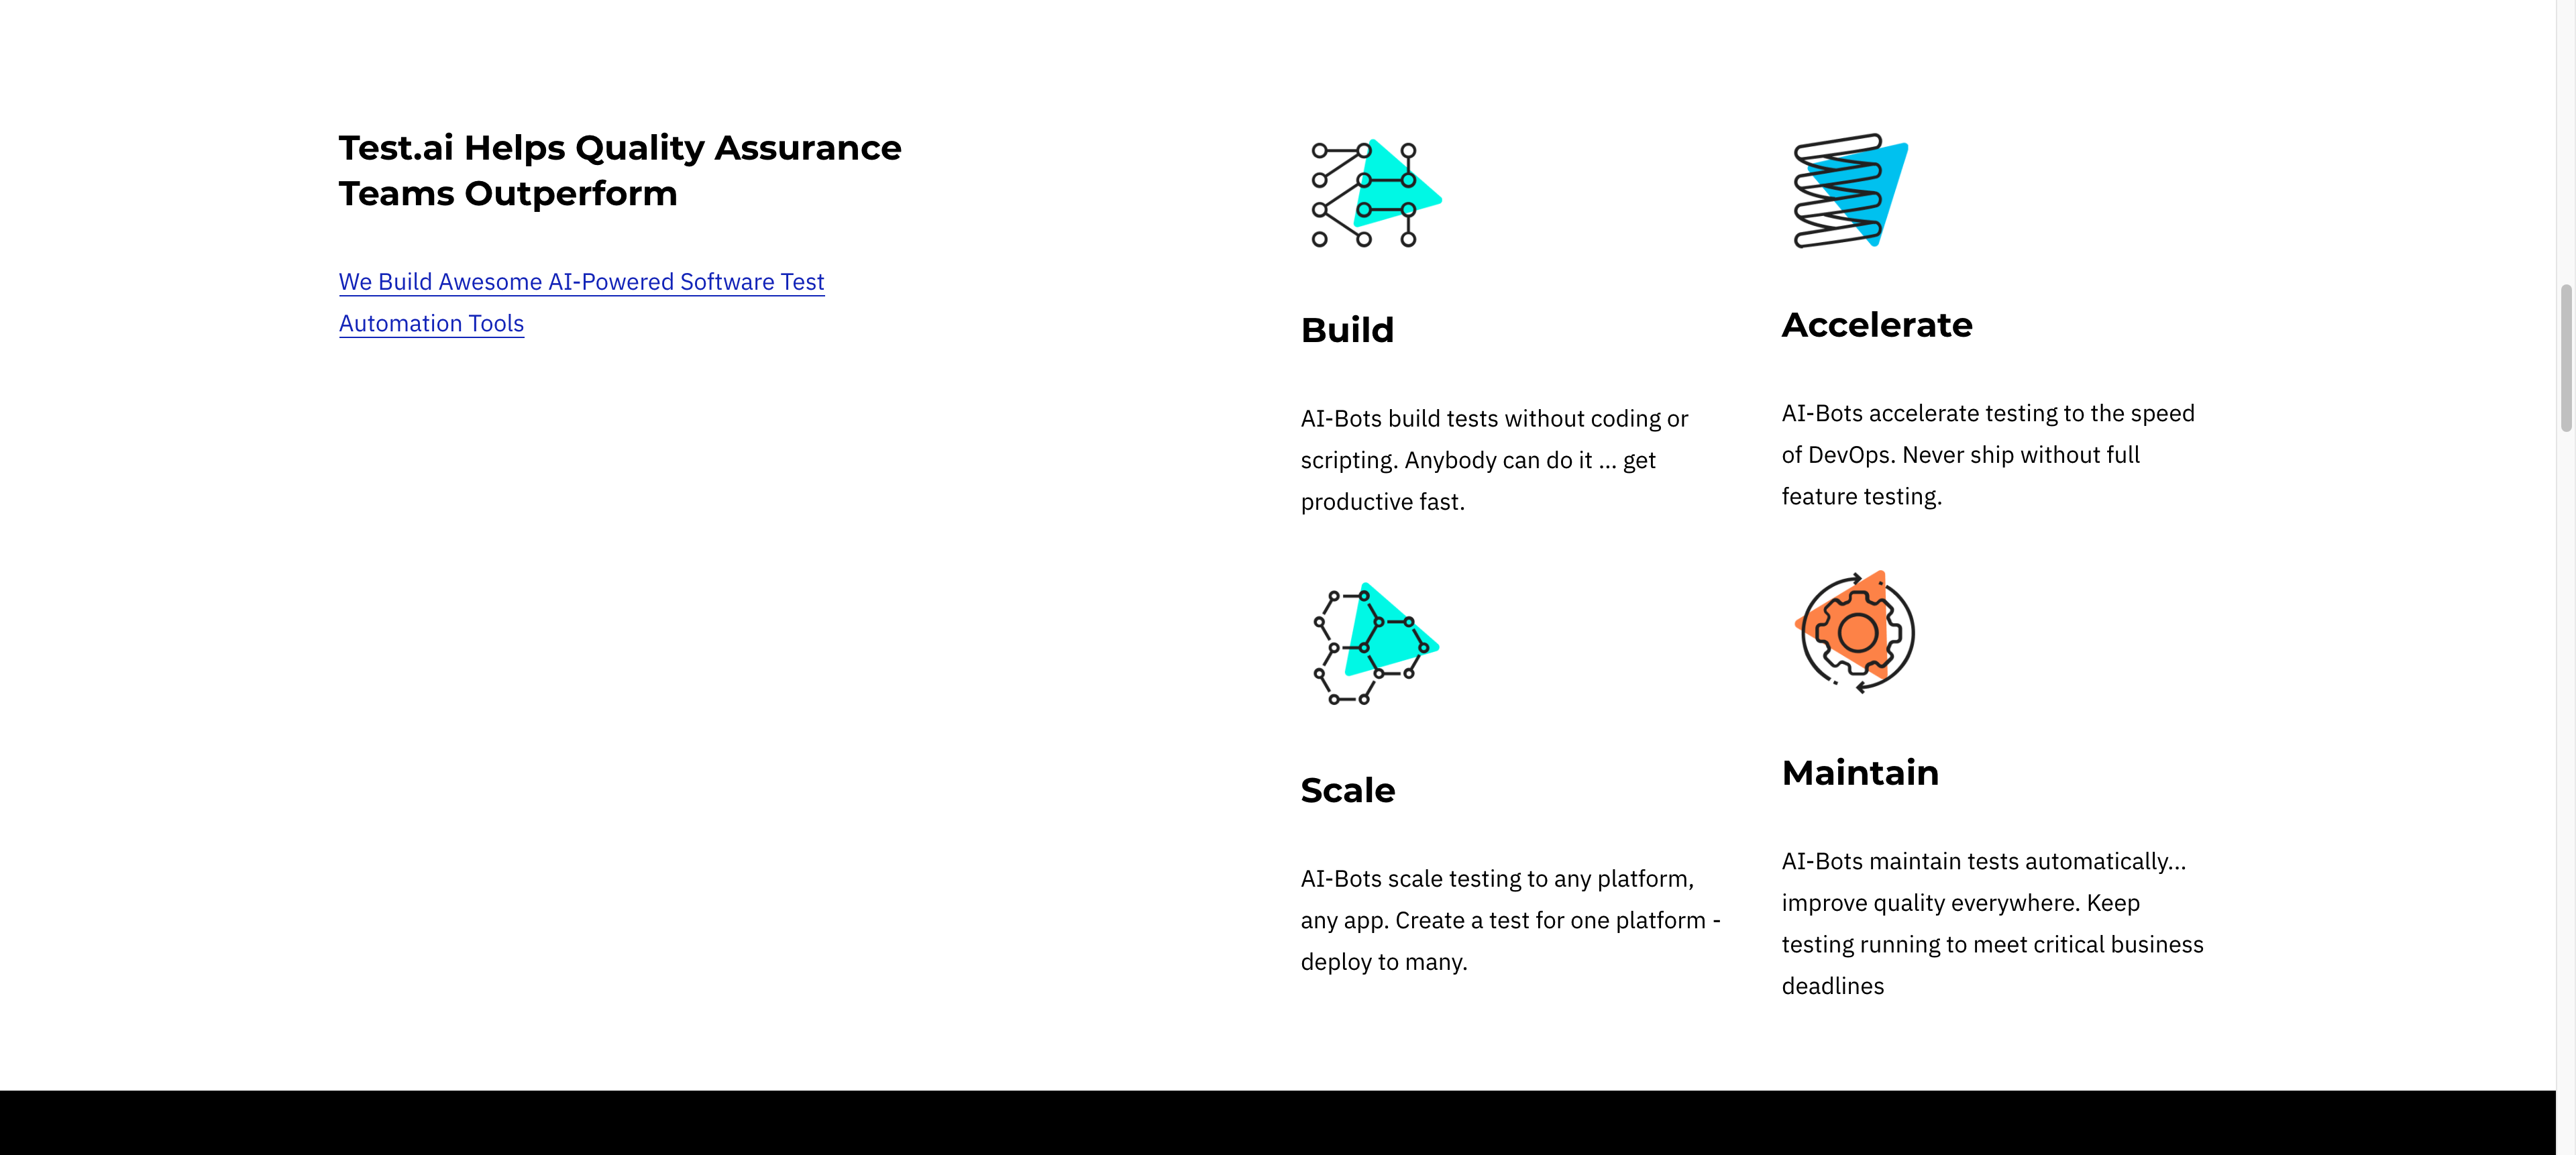 Test.ai Helps Quality Assurance
Teams Outperform
We Build Awesome AI-Powered Software Test
Automation Tools
Build
AI-Bots build tests without coding or
scripting. Anybody can do it ... get
productive fast.
Accelerate
AI-Bots accelerate testing to the speed
of DevOps. Never ship without full
feature testing.
Scale
AI-Bots scale testing to any platform,
any app. Create a test for one platform -
deploy to many.
Maintain
AI-Bots maintain tests automatically...
improve quality everywhere. Keep
testing running to meet critical business
deadlines